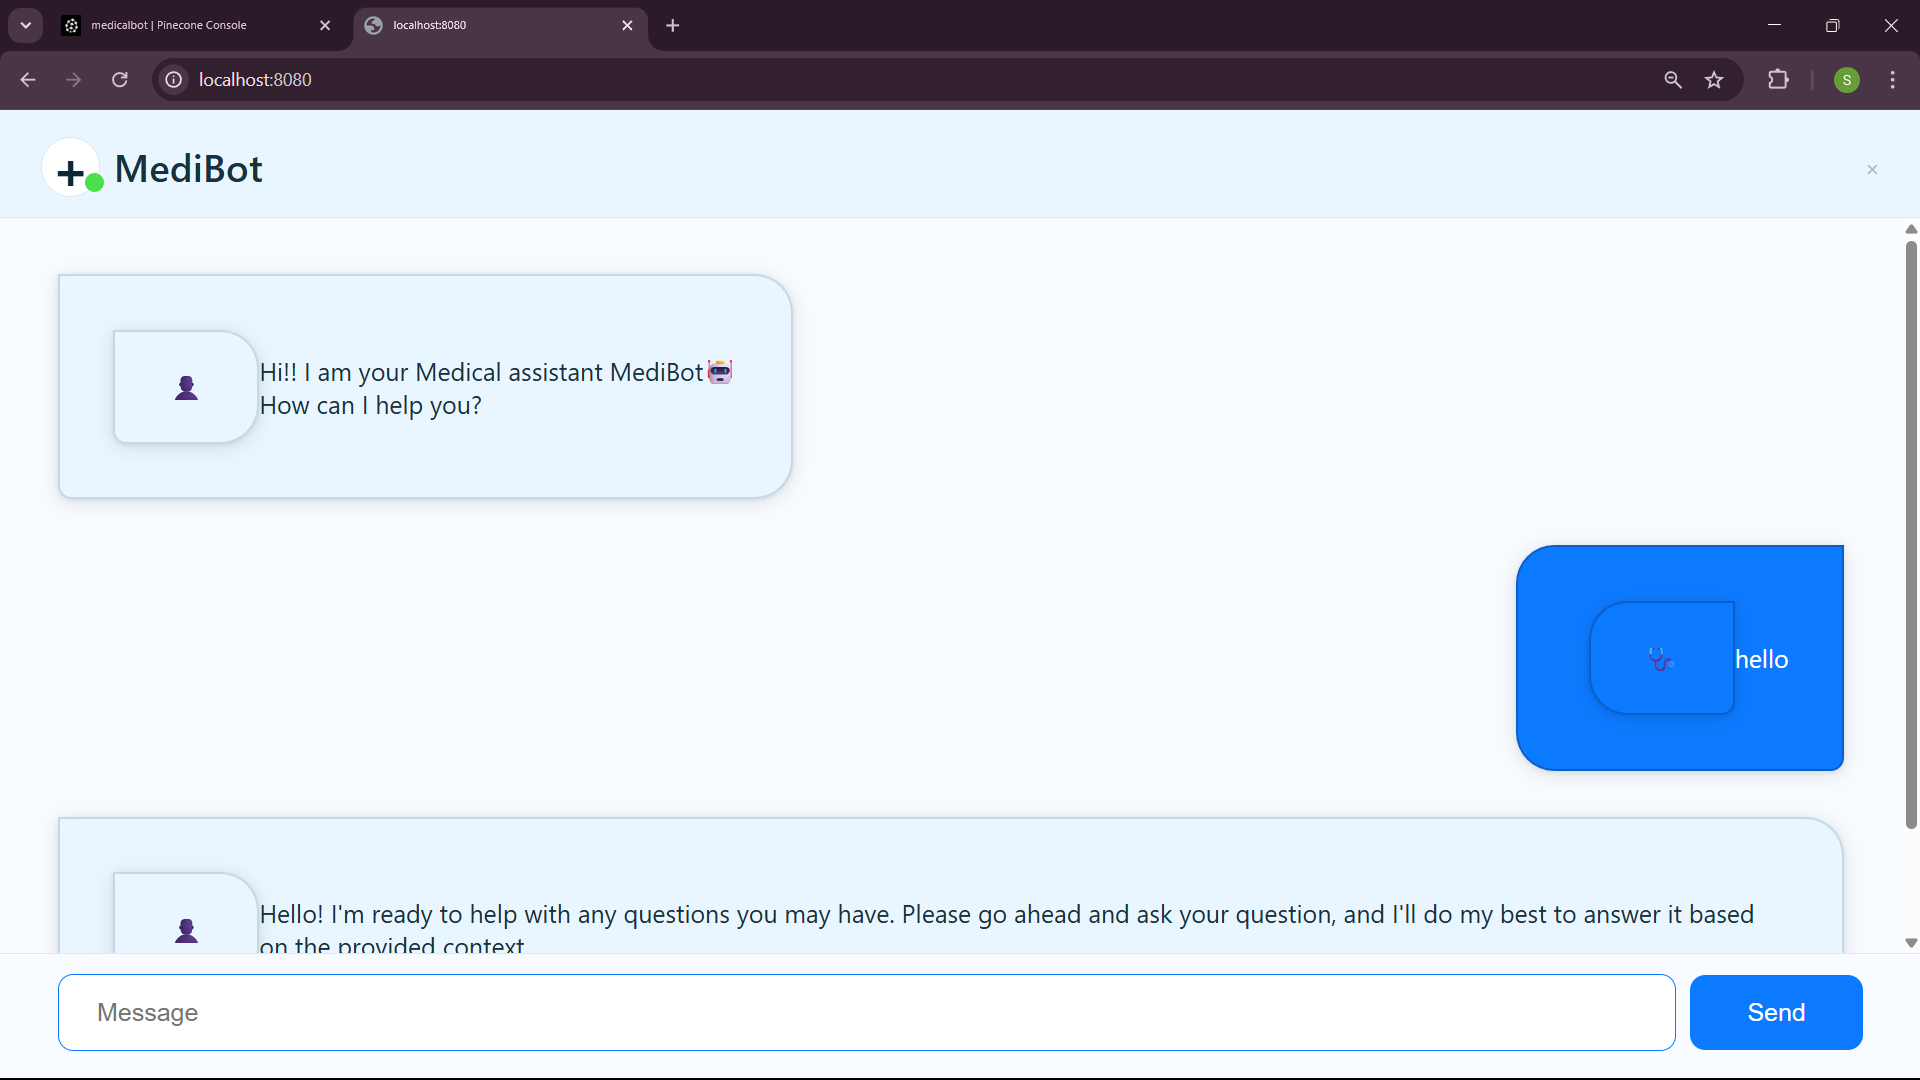 medicalbot | Pinecone Console
localhost:8080
localhost:8080
S
MediBot
×
Hi!! I am your Medical assistant MediBot🤖
How can I help you?
hello
Hello! I'm ready to help with any questions you may have. Please go ahead and ask your question, and I'll do my best to answer it based
on the provided context
Message
Send